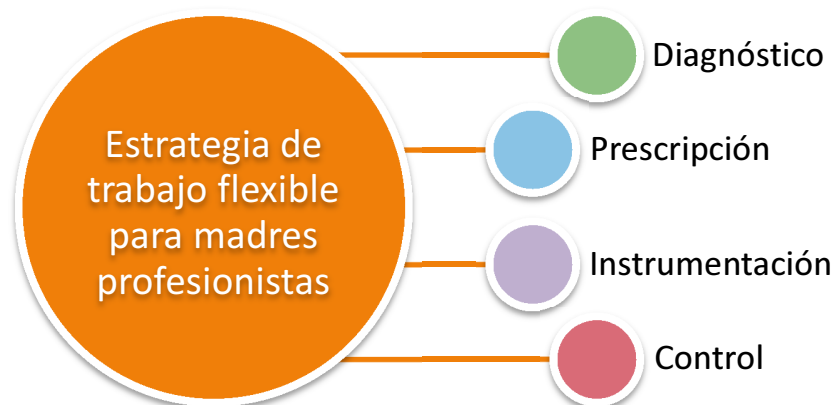 Estrategia de
trabajo flexible
para madres
profesionistas
Diagnóstico
Prescripción
Instrumentación
Control